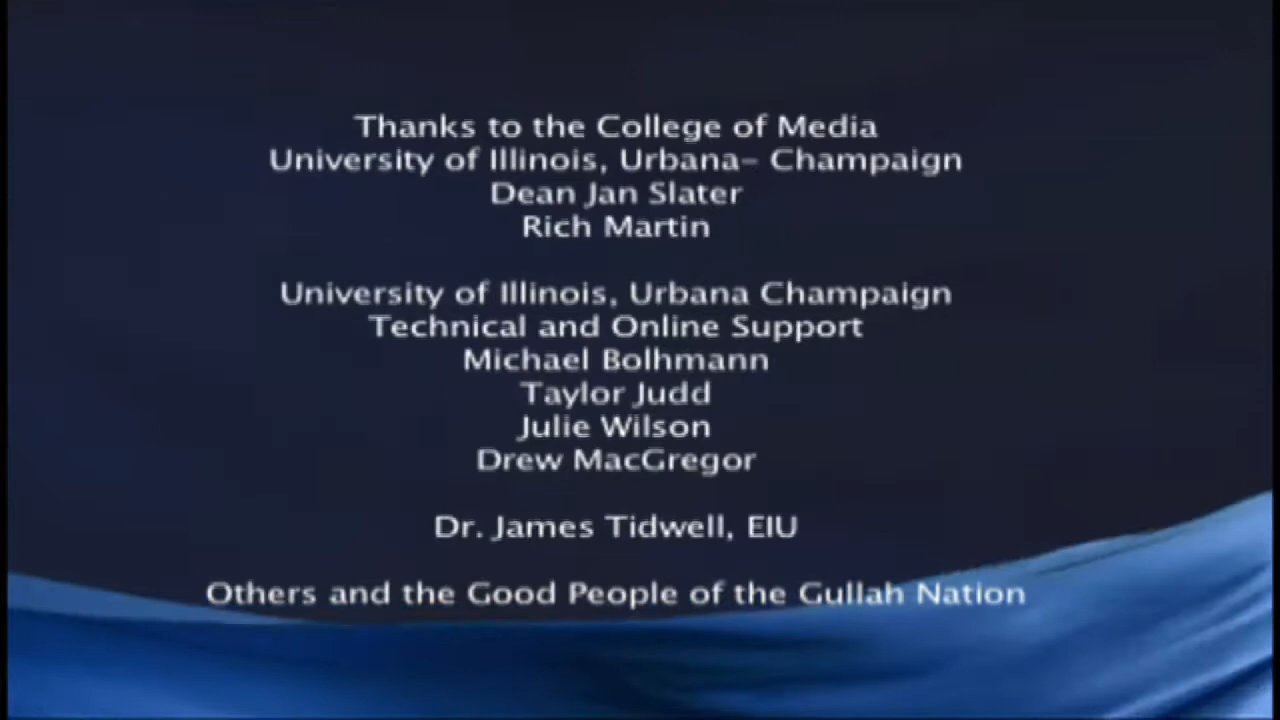 Thanks to the College of Media
University of Illinois, Urbana- Champaign
Dean Jan Slater
Rich Martin
University of Illinois, Urbana Champaign
Technical and Online Support
Michael Bolhmann
Taylor Judd
Julie Wilson
Drew MacGregor
Dr. James Tidwell, EIU
Others and the Good People of the Gullah Nation